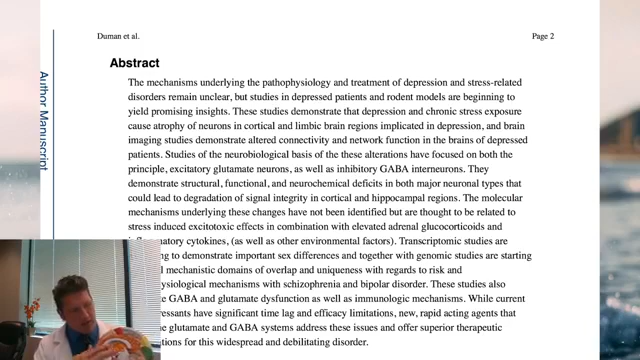 Duman et al.
Page 2
Abstract
The mechanisms underlying the pathophysiology and treatment of depression and stress-related
disorders remain unclear, but studies in depressed patients and rodent models are beginning to
yield promising insights. These studies demonstrate that depression and chronic stress exposure
cause atrophy of neurons in cortical and limbic brain regions implicated in depression, and brain
imaging studies demonstrate altered connectivity and network function in the brains of depressed
patients. Studies of the neurobiological basis of the these alterations have focused on both the
principle, excitatory glutamate neurons, as well as inhibitory GABA interneurons. They
demonstrate structural, functional, and neurochemical deficits in both major neuronal types that
could lead to degradation of signal integrity in cortical and hippocampal regions. The molecular
mechanisms underlying these changes have not been identified but are thought to be related to
stress induced excitotoxic effects in combination with elevated adrenal glucocorticoids and
cytokines, (as well as other environmental factors). Transcriptomic studies are
to demonstrate important sex differences and together with genomic studies are starting
mechanistic domains of overlap and uniqueness with regards to risk and
mechanisms with schizophrenia and bipolar disorder. These studies also
GABA and glutamate dysfunction as well as immunologic mechanisms. While current
have significant time lag and efficacy limitations, new, rapid acting agents that
glutamate and GABA systems address these issues and offer superior therapeutic
for this widespread and debilitating disorder.
Author Manuscript